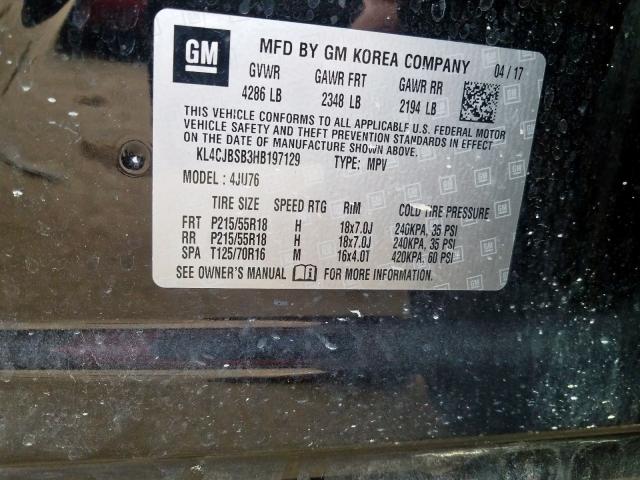 GM
MFD BY GM KOREA COMPANY 04 / 17
GVWR GAWR FRT GAWR RR
4286 LB 2348 LB 2194 LB
THIS VEHICLE CONFORMS TO ALL APPLICABLE U.S. FEDERAL MOTOR
VEHICLE SAFETY AND THEFT PREVENTION STANDARDS IN EFFECT
ON THE DATE OF MANUFACTURE SHOWN ABOVE.
KL4CJBSB3HB197129 TYPE: MPV
MODEL: 4JU76
TIRE SIZE SPEED RTG RIM COLD TIRE PRESSURE
FRT P215/55R18 H 18x7.0J 240KPA, 35 PSI
RR P215/55R18 H 18x7.0J 240KPA, 35 PSI
SPA T125/70R16 M 16x4.0T 420KPA, 60 PSI
SEE OWNER'S MANUAL FOR MORE INFORMATION.